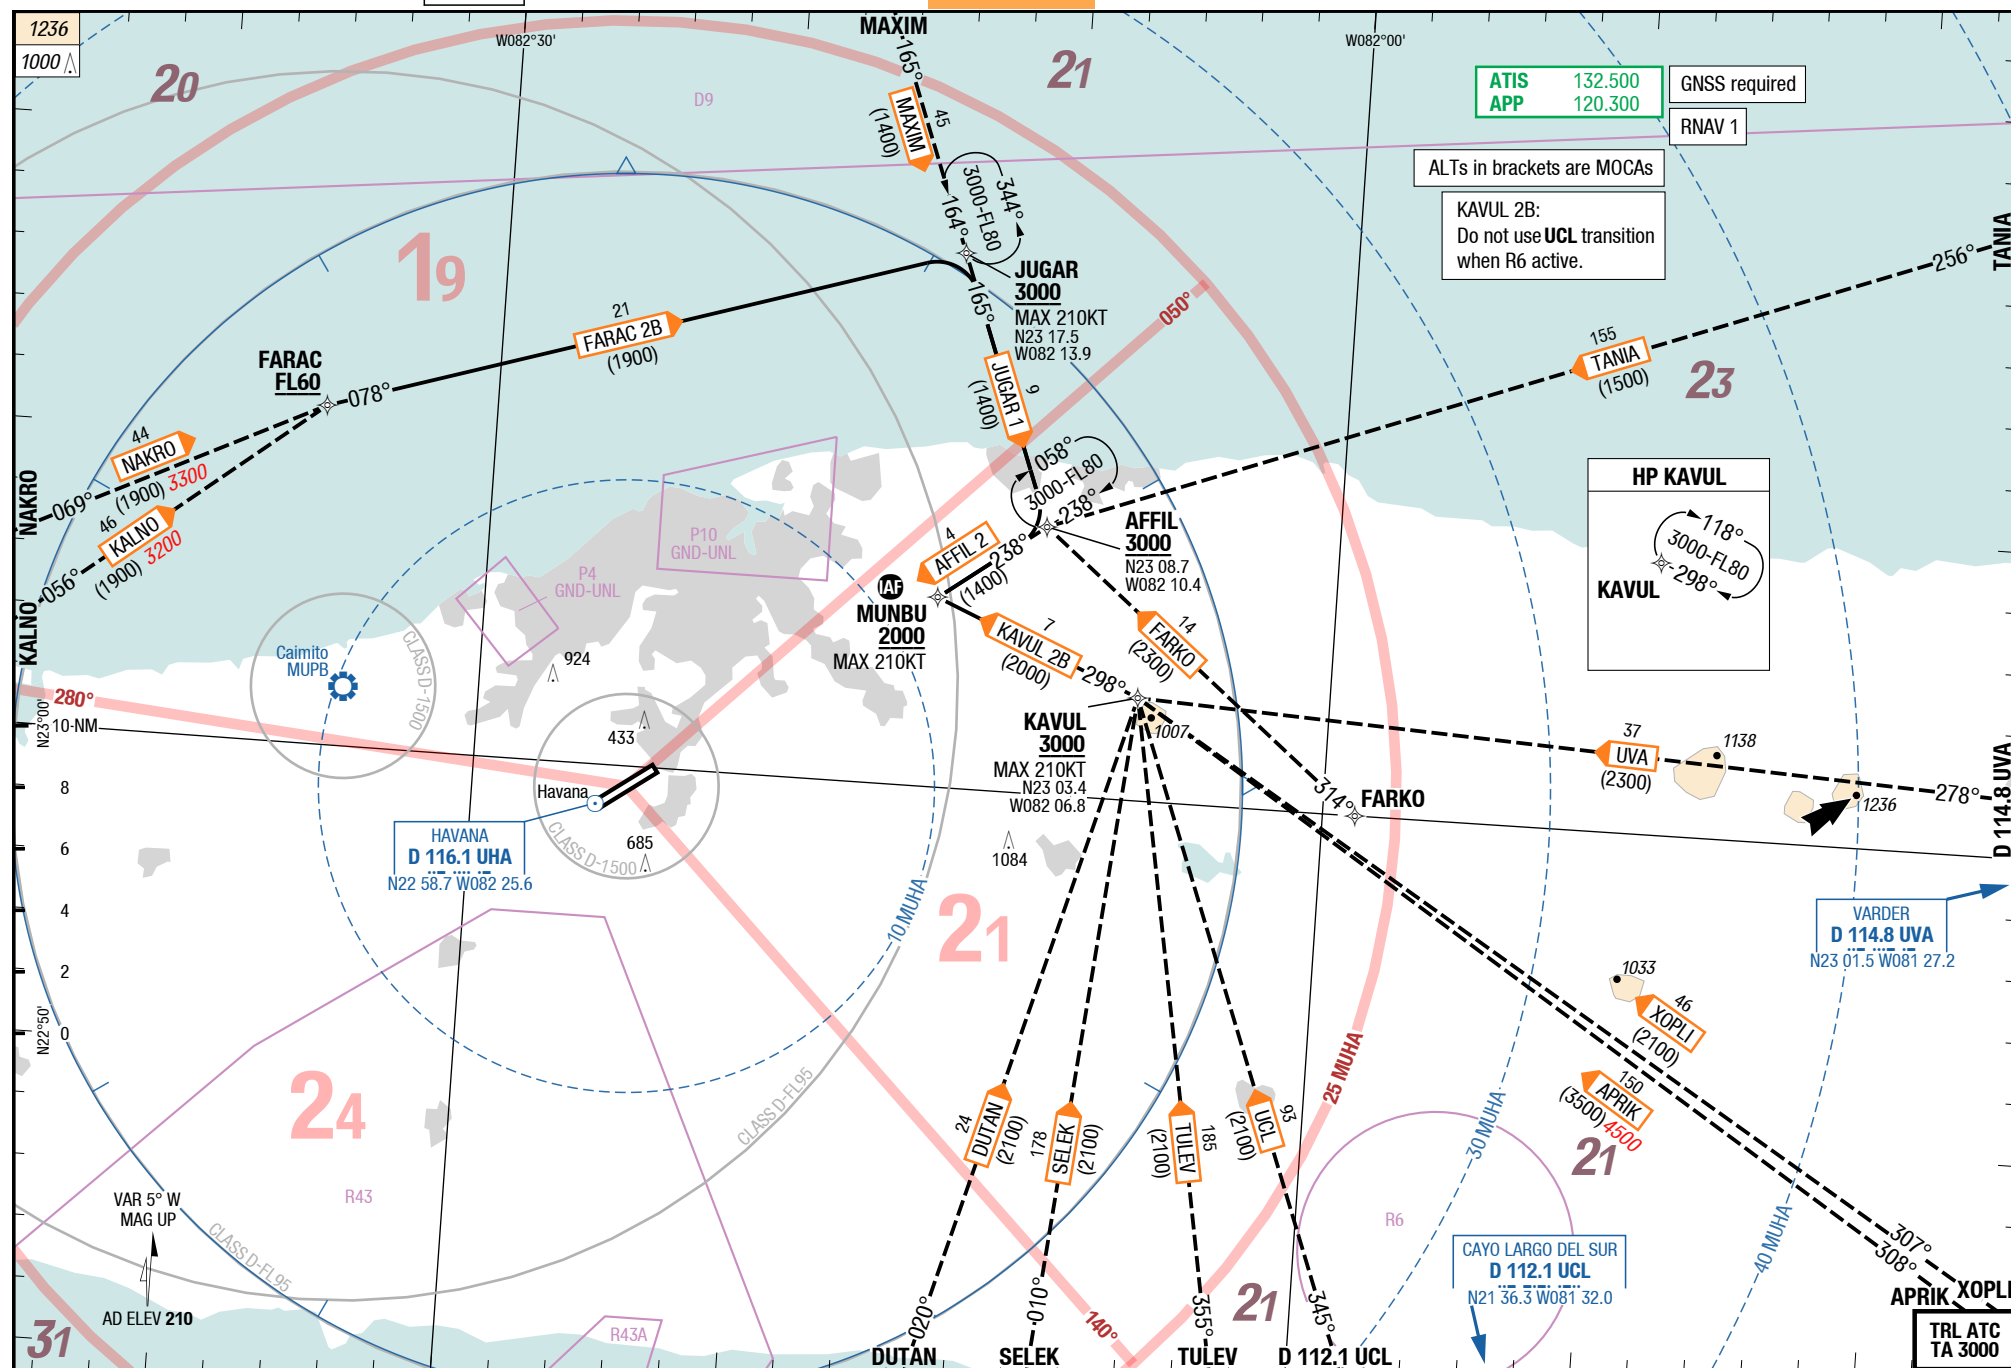 1236
1000
20
W082°30'
MAXIM
165°
45
MAXIM
(1400)
D9
21
W082°00'
ATIS 132.500
APP 120.300
GNSS required
RNAV 1
ALTs in brackets are MOCAs
KAVUL 2B:
Do not use UCL transition
when R6 active.
344°
3000-FL80
164°
JUGAR
3000
MAX 210KT
N23 17.5
W082 13.9
165°
9
JUGAR 1
(1400)
050°
TANIA
256°
155
TANIA
(1500)
23
19
21
FARAC 2B
(1900)
FARAC
FL60
078°
44
NAKRO
(1900) 3300
069°
NAKRO
46
KALNO
(1900) 3200
056°
KALNO
058°
3000-FL80
238°
AFFIL
3000
N23 08.7
W082 10.4
4
AFFIL 2
238°
(1400)
P10
GND-UNL
P4
GND-UNL
IAF
MUNBU
2000
MAX 210KT
7
KAVUL 2B
(2000)
298°
14
FARKO
(2300)
314°
FARKO
HP KAVUL
118°
3000-FL80
298°
KAVUL
Caimito
MUPB
CLASS D-1500
924
433
685
280°
N23°00'
10-NM
8
6
4
2
0
N22°50'
Havana
CLASS D-1500
HAVANA
D 116.1 UHA
N22 58.7 W082 25.6
KAVUL
3000
MAX 210KT
N23 03.4
W082 06.8
1007
1084
37
UVA
(2300)
1138
1236
278°
D 114.8 UVA
VARDER
D 114.8 UVA
N23 01.5 W081 27.2
10 MUHA
21
1033
46
XOPLI
(2100)
150
APRIK
(3500) 4500
21
25 MUHA
30 MUHA
40 MUHA
24
R43
CLASS D-FL95
CLASS D-FL95
24
DUTAN
(2100)
178
SELEK
(2100)
185
TULEV
(2100)
93
UCL
(2100)
R6
VAR 5° W
MAG UP
AD ELEV 210
31
R43A
140°
020°
DUTAN
010°
SELEK
355°
TULEV
345°
D 112.1 UCL
21
CAYO LARGO DEL SUR
D 112.1 UCL
N21 36.3 W081 32.0
307°
308°
APRIK
XOPLI
TRL ATC
TA 3000